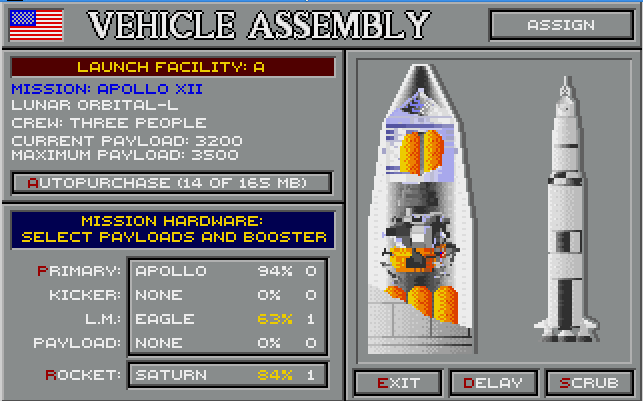 VEHICLE ASSEMBLY
ASSIGN
LAUNCH FACILITY: A
MISSION: APOLLO XII
LUNAR ORBITAL-L
CREW: THREE PEOPLE
CURRENT PAYLOAD: 3200
MAXIMUM PAYLOAD: 3500
AUTOPURCHASE (14 OF 165 MB)
MISSION HARDWARE:
SELECT PAYLOADS AND BOOSTER
PRIMARY: APOLLO 94% 0
KICKER: NONE 0% 0
L.M.: EAGLE 63% 1
PAYLOAD: NONE 0% 0
ROCKET: SATURN 84% 1
EXIT DELAY SCRUB